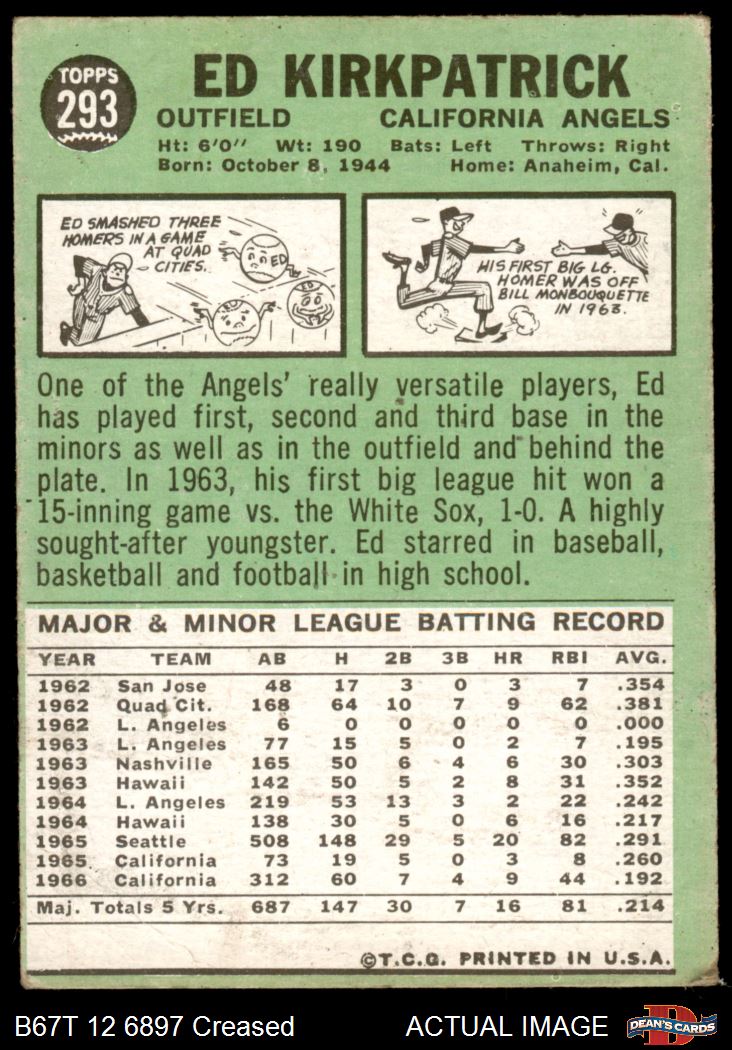 TOPPS
293
ED KIRKPATRICK
OUTFIELD CALIFORNIA ANGELS
Ht: 6'0" Wt: 190 Bats: Left Throws: Right
Born: October 8, 1944 Home: Anaheim, Cal.
ED SMASHED THREE
HOMERS IN A GAME
AT QUAD
CITIES.
ED
HIS FIRST BIG LG.
HOMER WAS OFF
BILL MONBOUQUETTE
IN 1963.
One of the Angels' really versatile players, Ed
has played first, second and third base in the
minors as well as in the outfield and behind the
plate. In 1963, his first big league hit won a
15-inning game vs. the White Sox, 1-0. A highly
sought-after youngster. Ed starred in baseball,
basketball and football in high school.
MAJOR & MINOR LEAGUE BATTING RECORD
YEAR TEAM AB H 2B 3B HR RBI AVG.
1962 San Jose 48 17 3 0 3 7 .354
1962 Quad Cit. 168 64 10 7 9 62 .381
1962 L. Angeles 6 0 0 0 0 0 .000
1963 L. Angeles 77 15 5 0 2 7 .195
1963 Nashville 165 50 6 4 6 30 .303
1963 Hawaii 142 50 5 2 8 31 .352
1964 L. Angeles 219 53 13 3 2 22 .242
1964 Hawaii 138 30 5 0 6 16 .217
1965 Seattle 508 148 29 5 20 82 .291
1965 California 73 19 5 0 3 8 .260
1966 California 312 60 7 4 9 44 .192
Maj. Totals 5 Yrs. 687 147 30 7 16 81 .214
©T.C.G. PRINTED IN U.S.A.
B67T 12 6897 Creased ACTUAL IMAGE
D
DEAN'S CARDS